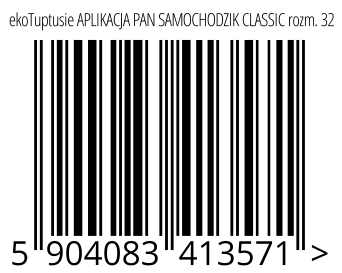 ekoTuptusie APLIKACJA PAN SAMOCHODZIK CLASSIC rozm. 32
5 904083 413571 >